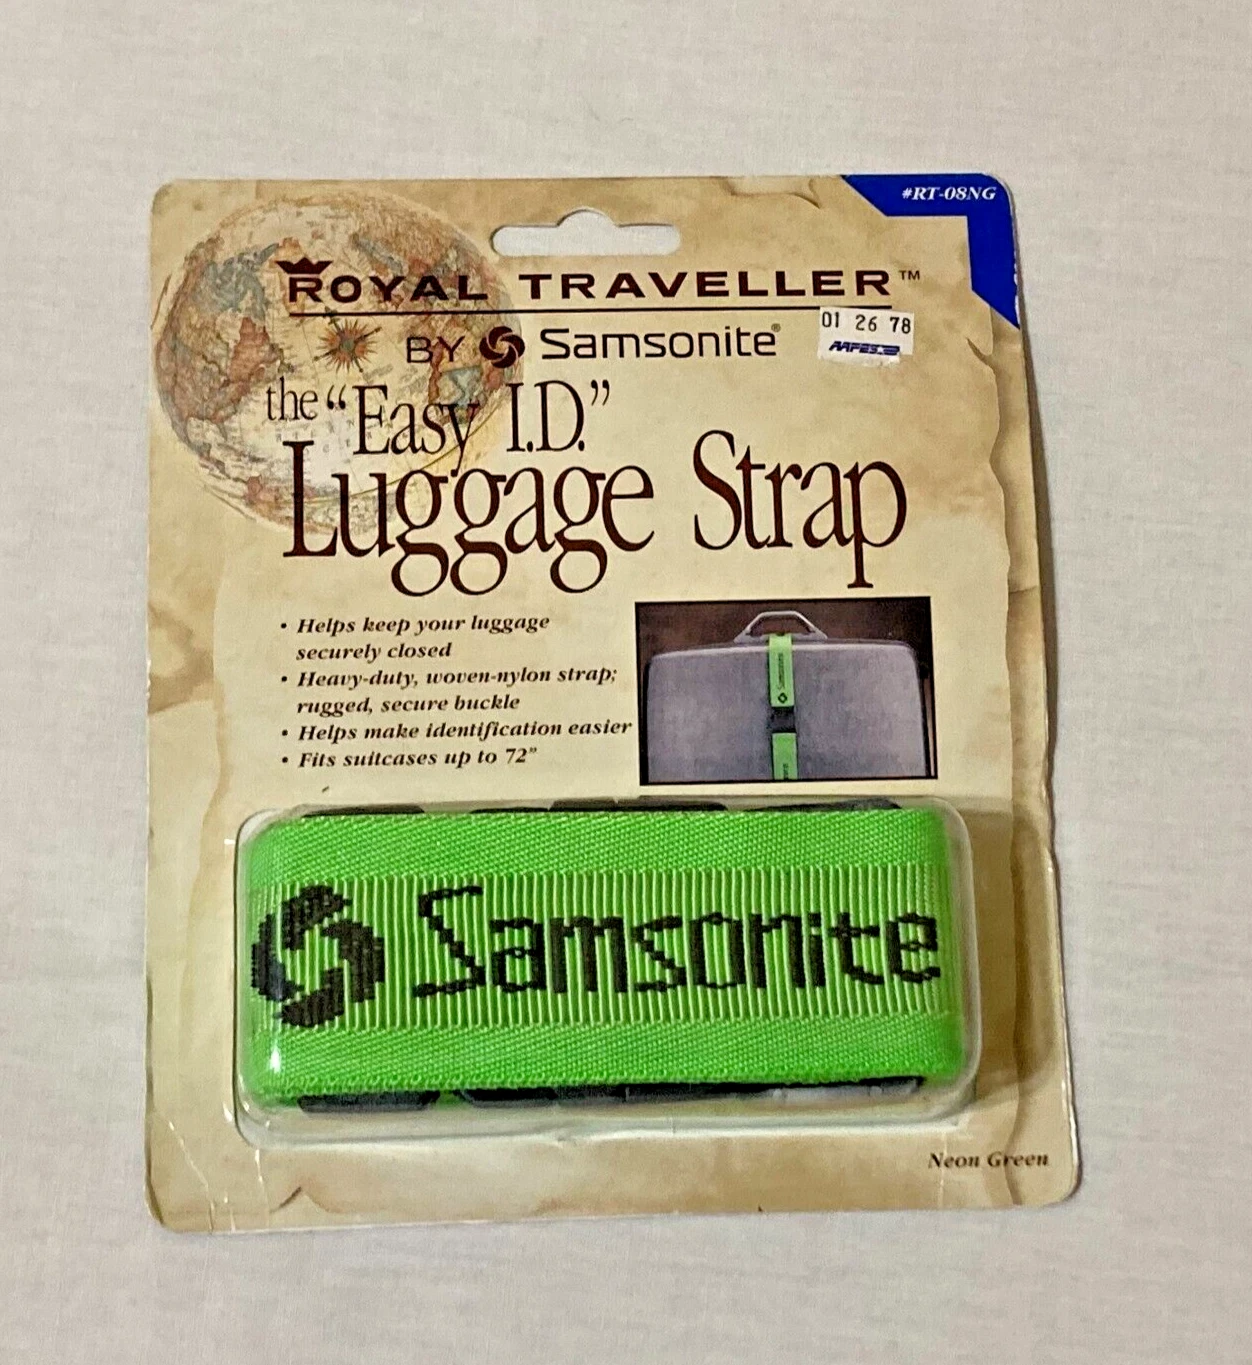 #RT-08NG
ROYAL TRAVELLER™
BY Samsonite®
01 26 78
AAFES
the “Easy I.D.”
Luggage Strap
• Helps keep your luggage
securely closed
• Heavy-duty, woven-nylon strap;
rugged, secure buckle
• Helps make identification easier
• Fits suitcases up to 72”
Samsonite
Samsonite
Neon Green